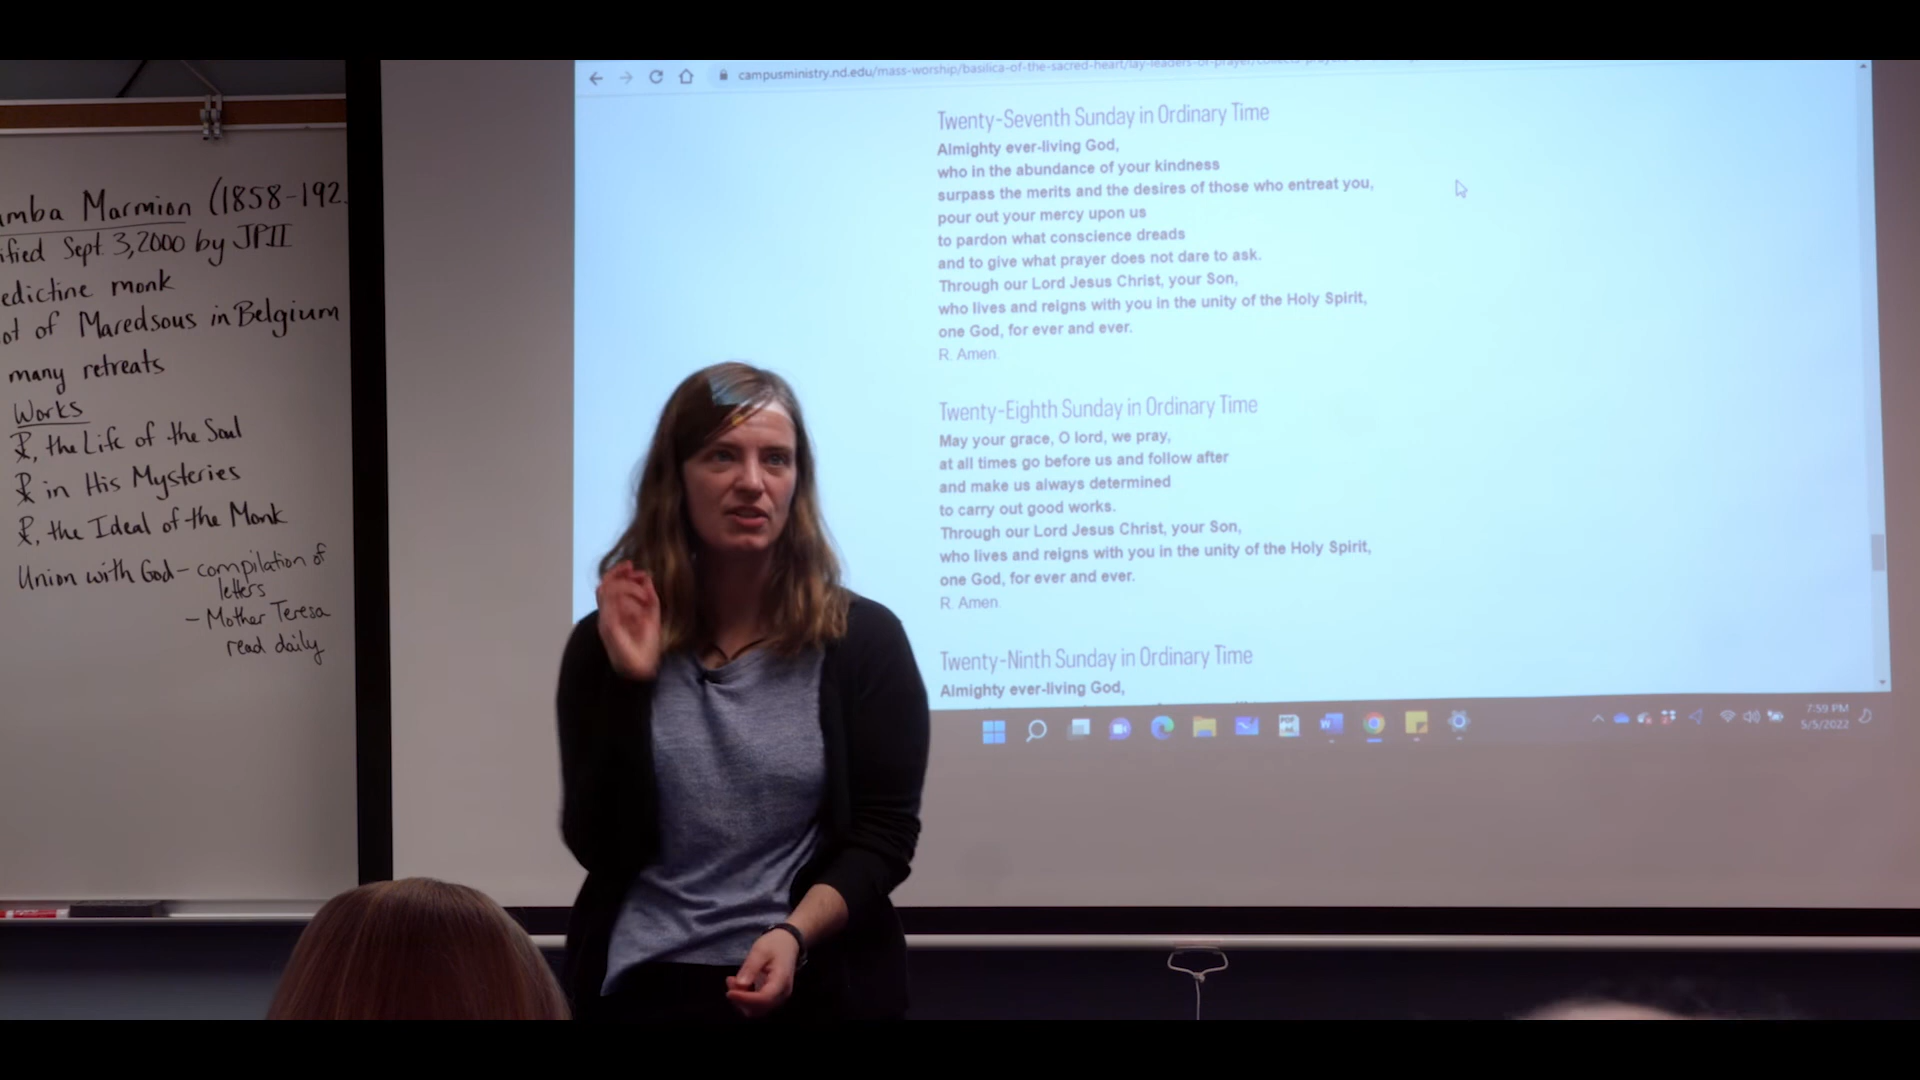 mba Marmion (1858-192
ified Sept. 3, 2000 by JPII
edictine monk
ot of Maredsous in Belgium
many retreats
Works
☧, the Life of the Soul
☧ in His Mysteries
☧, the Ideal of the Monk
Union with God - compilation of
letters
- Mother Teresa
read daily
campusministry.nd.edu/mass-worship/basilica-of-the-sacred-heart/lay-leaders-of-prayer/
Twenty-Seventh Sunday in Ordinary Time
Almighty ever-living God,
who in the abundance of your kindness
surpass the merits and the desires of those who entreat you,
pour out your mercy upon us
to pardon what conscience dreads
and to give what prayer does not dare to ask.
Through our Lord Jesus Christ, your Son,
who lives and reigns with you in the unity of the Holy Spirit,
one God, for ever and ever.
R. Amen.
Twenty-Eighth Sunday in Ordinary Time
May your grace, O lord, we pray,
at all times go before us and follow after
and make us always determined
to carry out good works.
Through our Lord Jesus Christ, your Son,
who lives and reigns with you in the unity of the Holy Spirit,
one God, for ever and ever.
R. Amen.
Twenty-Ninth Sunday in Ordinary Time
Almighty ever-living God,
7:59 PM
5/5/2022